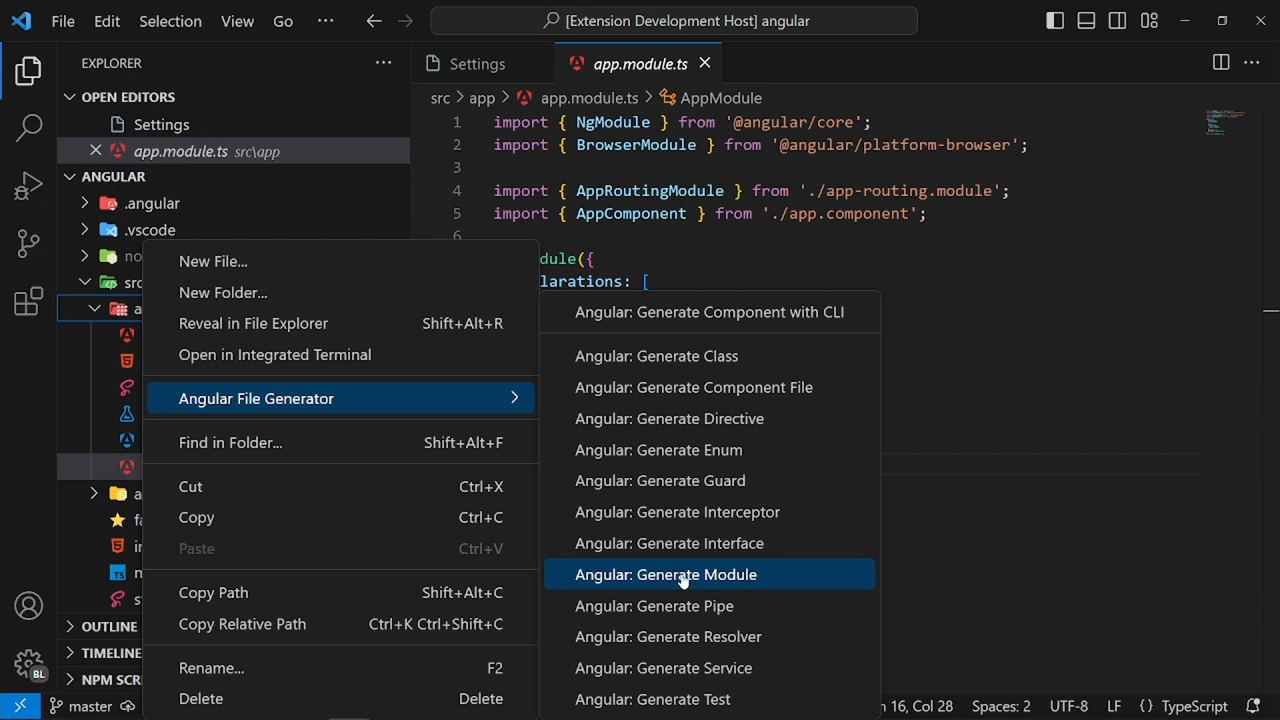 File Edit Selection View Go ··· [Extension Development Host] angular
EXPLORER
OPEN EDITORS
Settings
app.module.ts src\app
ANGULAR
.angular
.vscode
src
Settings
app.module.ts
src > app > app.module.ts > AppModule
1 import { NgModule } from '@angular/core';
2 import { BrowserModule } from '@angular/platform-browser';
3
4 import { AppRoutingModule } from './app-routing.module';
5 import { AppComponent } from './app.component';
6
dule({
larations: [
New File...
New Folder...
Reveal in File Explorer Shift+Alt+R
Open in Integrated Terminal
Angular File Generator
Find in Folder... Shift+Alt+F
Cut Ctrl+X
Copy Ctrl+C
Paste Ctrl+V
Copy Path Shift+Alt+C
Copy Relative Path Ctrl+K Ctrl+Shift+C
Rename... F2
Delete Delete
Angular: Generate Component with CLI
Angular: Generate Class
Angular: Generate Component File
Angular: Generate Directive
Angular: Generate Enum
Angular: Generate Guard
Angular: Generate Interceptor
Angular: Generate Interface
Angular: Generate Module
Angular: Generate Pipe
Angular: Generate Resolver
Angular: Generate Service
Angular: Generate Test
OUTLINE
TIMELINE
NPM SCRI
BL
master
n 16, Col 28 Spaces: 2 UTF-8 LF {} TypeScript